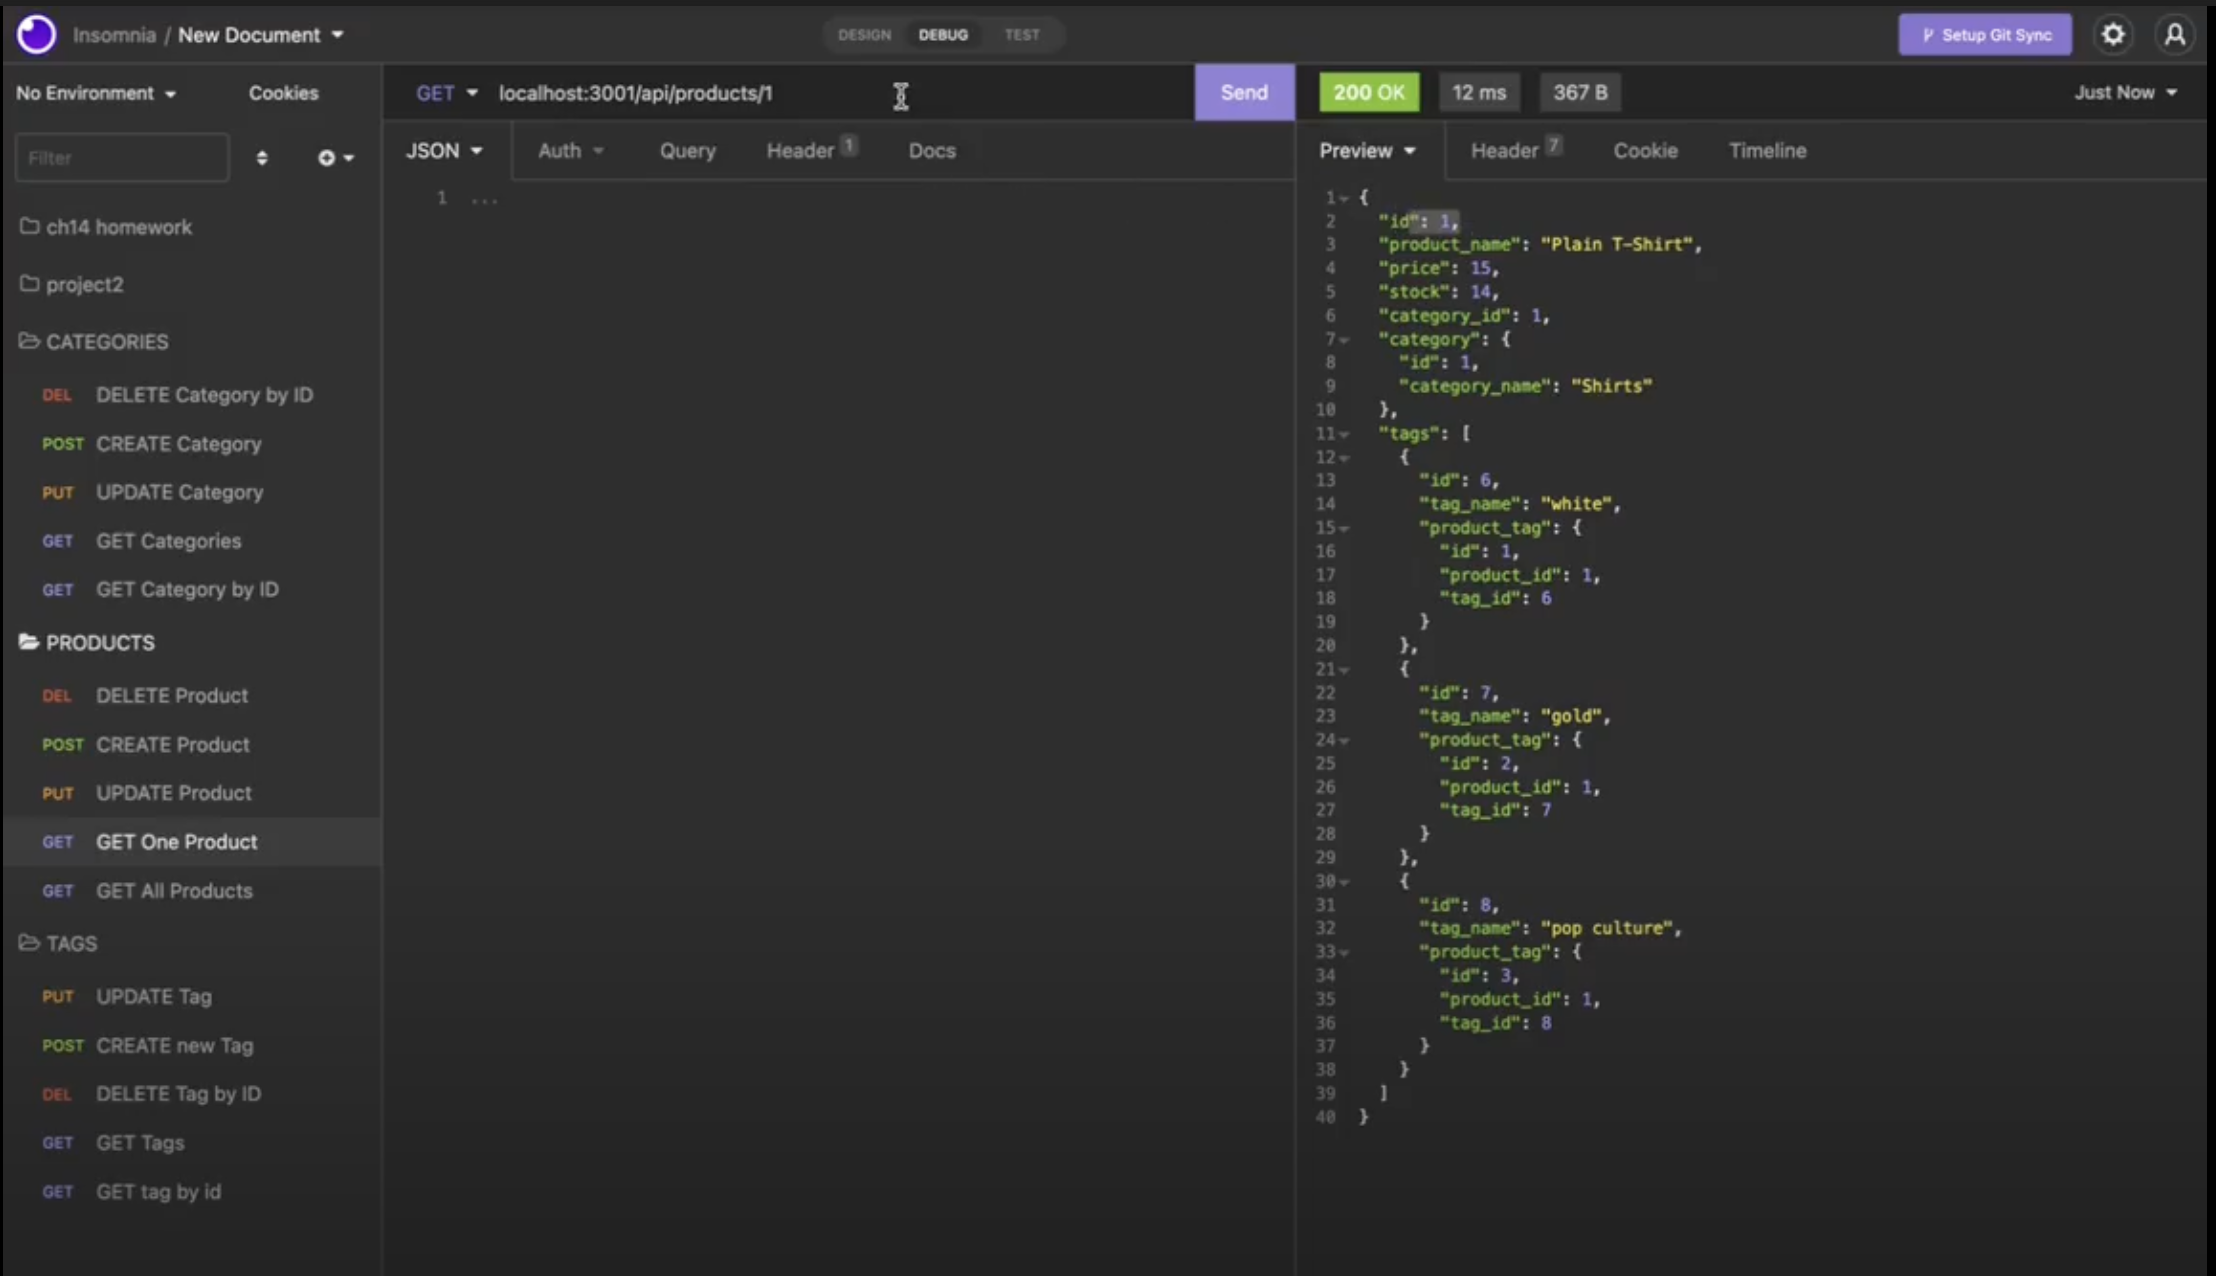 Insomnia / New Document
DESIGN DEBUG TEST
Setup Git Sync
No Environment Cookies
Filter
ch14 homework
project2
CATEGORIES
DEL DELETE Category by ID
POST CREATE Category
PUT UPDATE Category
GET GET Categories
GET GET Category by ID
PRODUCTS
DEL DELETE Product
POST CREATE Product
PUT UPDATE Product
GET GET One Product
GET GET All Products
TAGS
PUT UPDATE Tag
POST CREATE new Tag
DEL DELETE Tag by ID
GET GET Tags
GET GET tag by id
GET localhost:3001/api/products/1 Send
JSON Auth Query Header 1 Docs
1 ...
200 OK 12 ms 367 B Just Now
Preview Header 7 Cookie Timeline
1 {
2 "id": 1,
3 "product_name": "Plain T-Shirt",
4 "price": 15,
5 "stock": 14,
6 "category_id": 1,
7 "category": {
8 "id": 1,
9 "category_name": "Shirts"
10 },
11 "tags": [
12 {
13 "id": 6,
14 "tag_name": "white",
15 "product_tag": {
16 "id": 1,
17 "product_id": 1,
18 "tag_id": 6
19 }
20 },
21 {
22 "id": 7,
23 "tag_name": "gold",
24 "product_tag": {
25 "id": 2,
26 "product_id": 1,
27 "tag_id": 7
28 }
29 },
30 {
31 "id": 8,
32 "tag_name": "pop culture",
33 "product_tag": {
34 "id": 3,
35 "product_id": 1,
36 "tag_id": 8
37 }
38 }
39 ]
40 }